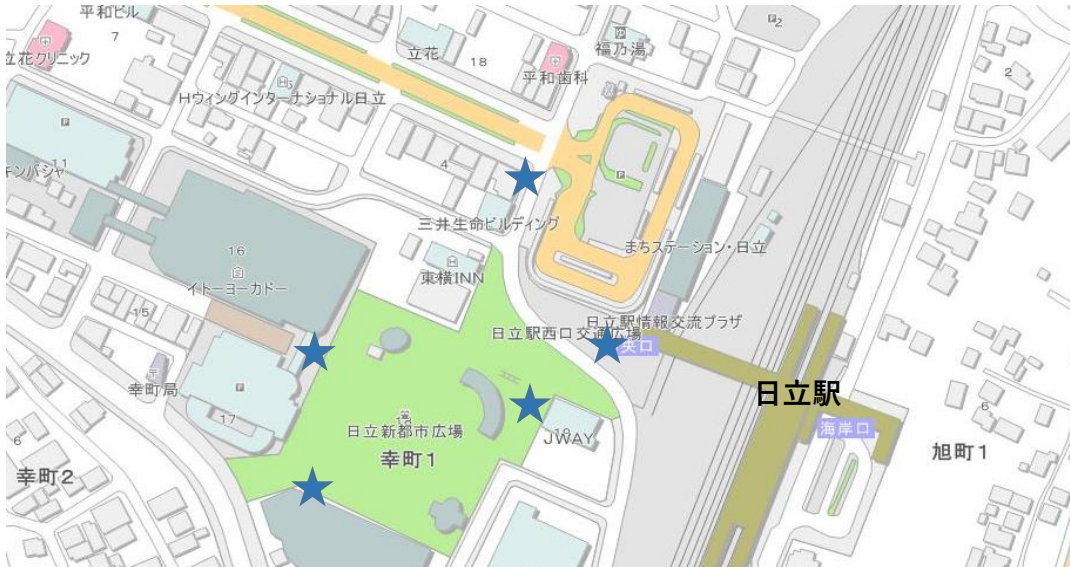 平和ビル
7
立花クリニック
立花
18
福乃湯
平和歯科
2
2
Hウィングインターナショナル日立
11
キンバシャ
4
三井生命ビルディング
まちステーション・日立
16
イトーヨーカドー
東横INN
15
日立駅情報交流プラザ
日立駅西口交通広場
央口
幸町局
17
日立駅
海岸口
6
日立新都市広場
JWAY
幸町1
旭町1
6
幸町2